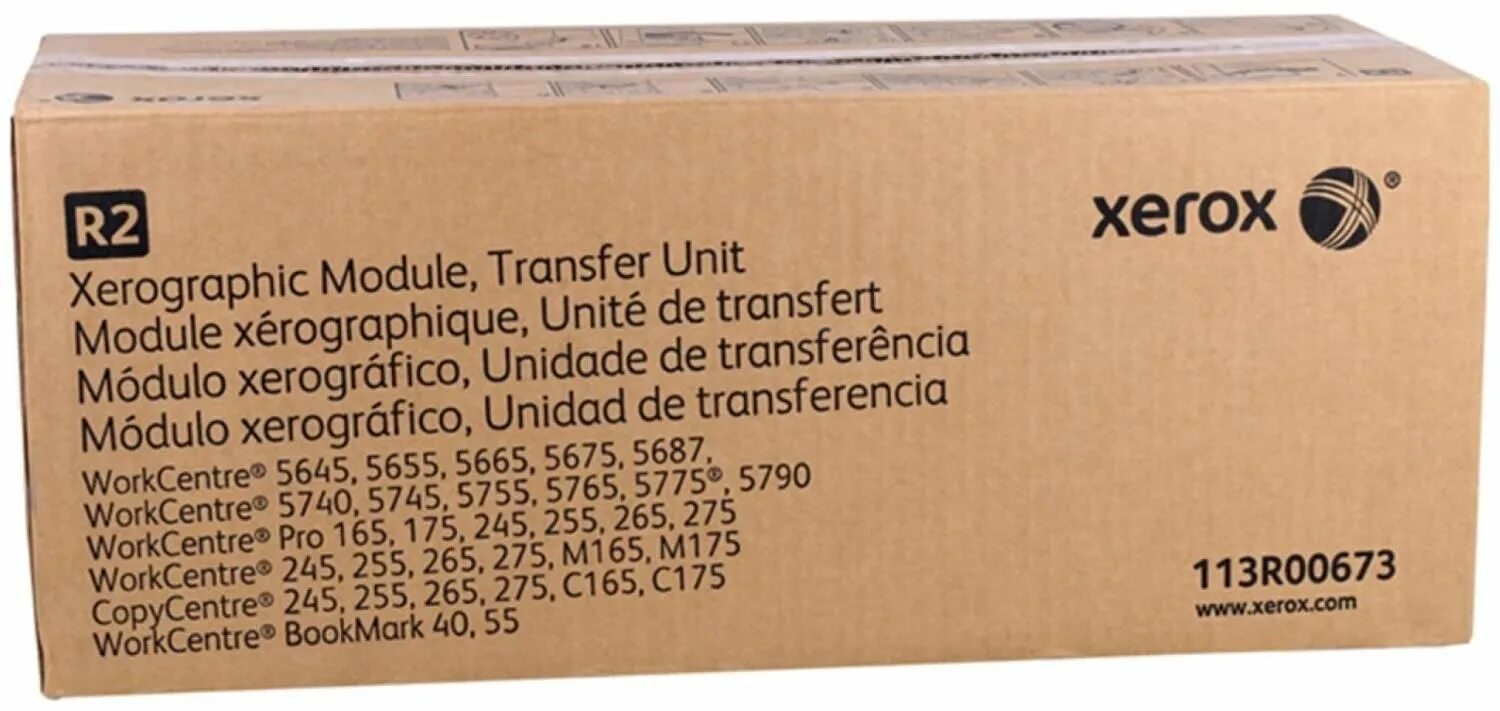 xerox
R2
xerox ®
Xerographic Module, Transfer Unit
Module xérographique, Unité de transfert
Módulo xerográfico, Unidade de transferência
Módulo xerográfico, Unidad de transferencia
WorkCentre® 5645, 5655, 5665, 5675, 5687,
WorkCentre® 5740, 5745, 5755, 5765, 5775®, 5790
WorkCentre® Pro 165, 175, 245, 255, 265, 275
WorkCentre® 245, 255, 265, 275, M165, M175
CopyCentre® 245, 255, 265, 275, C165, C175
WorkCentre® BookMark 40, 55
113R00673
www.xerox.com